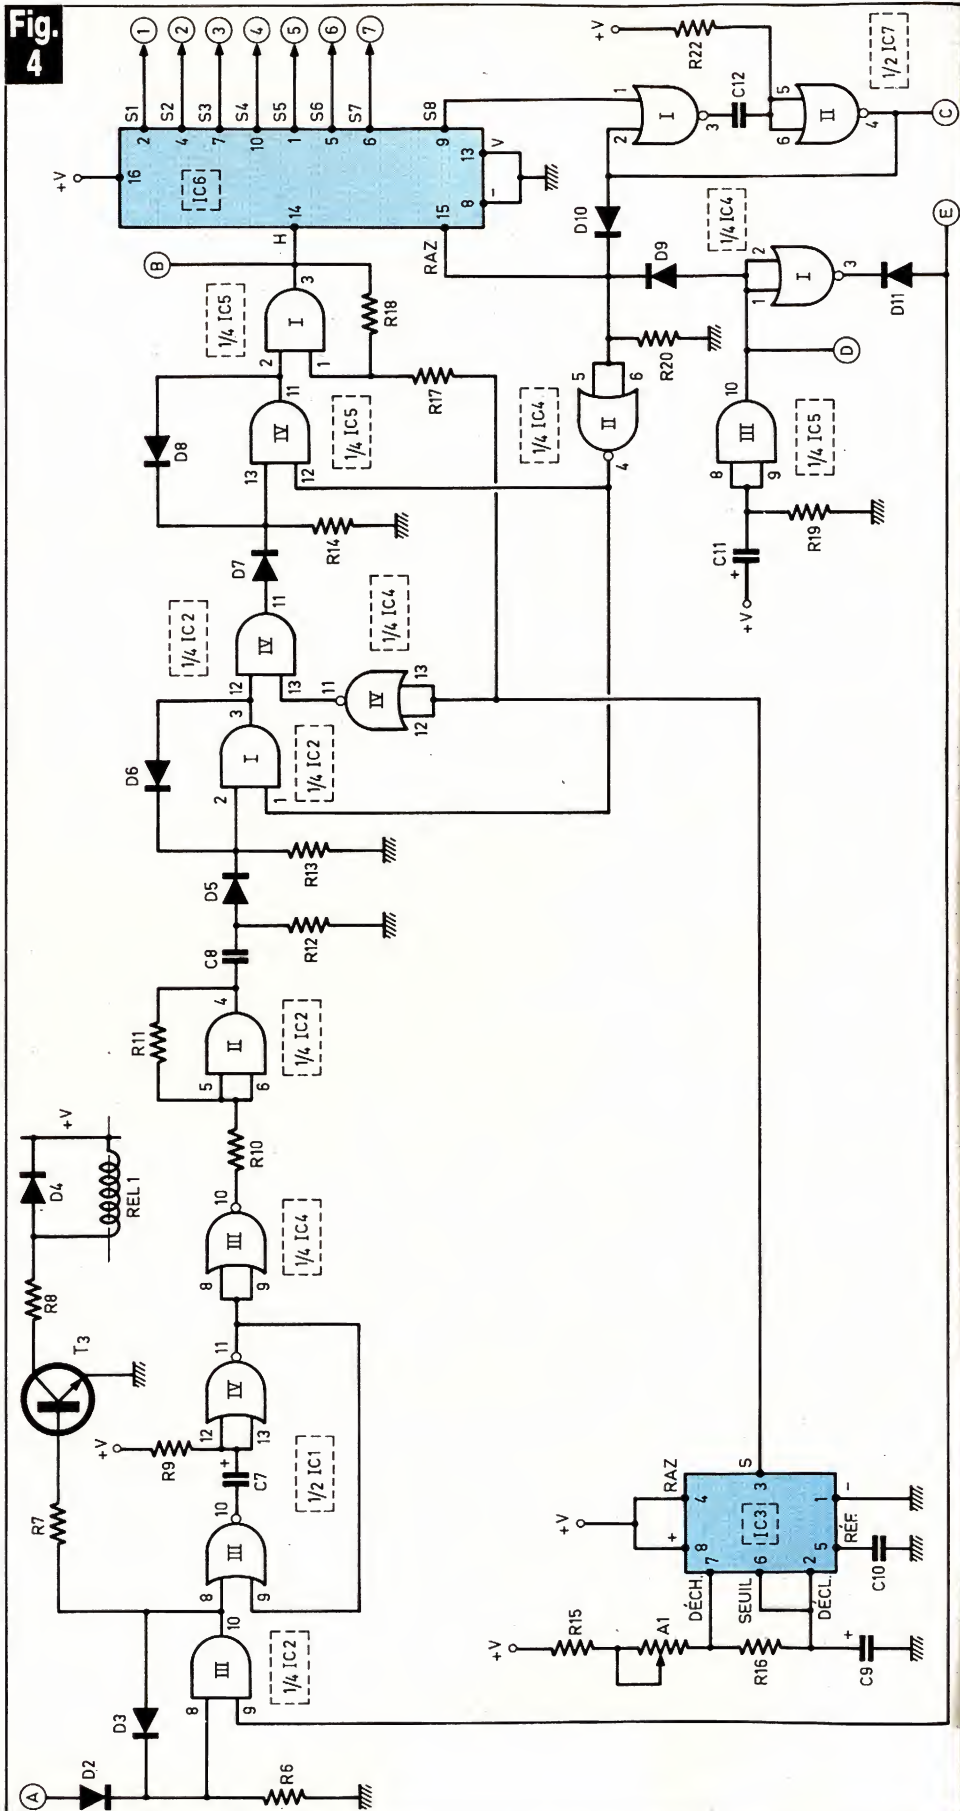 Fig.
4
1
2
3
4
5
6
7
S1
S2
S3
S4
S5
S6
S7
S8
2
4
7
10
1
5
6
9
+V
16
IC6
14
H
15
RAZ
8
-
13
V
B
3
I
1/4 IC5
2
1
R18
R17
11
IV
1/4 IC5
13
12
D8
R14
D7
11
IV
1/4 IC2
12
13
11
IV
1/4 IC4
12
13
D6
3
I
1/4 IC2
2
1
R13
D5
R12
C8
R11
4
II
1/4 IC2
5
6
R10
10
III
1/4 IC4
8
9
+V
D4
REL1
R8
T3
R7
+V
R9
11
IV
12
13
C7
+
10
III
8
9
1/2 IC1
10
III
1/4 IC2
8
9
D3
D2
A
R6
+V
R22
1/2 IC7
C12
I
1
2
3
II
5
6
4
C
D10
D9
1/4 IC4
I
1
2
3
D11
E
R20
5
6
II
4
1/4 IC4
D
10
III
1/4 IC5
8
9
C11
+
+V
R19
+V
RAZ
4
+
8
7
DÉCH.
6
SEUIL
2
DÉCL.
S
3
IC3
1
-
5
RÉF.
C10
+V
R15
A1
R16
C9
+